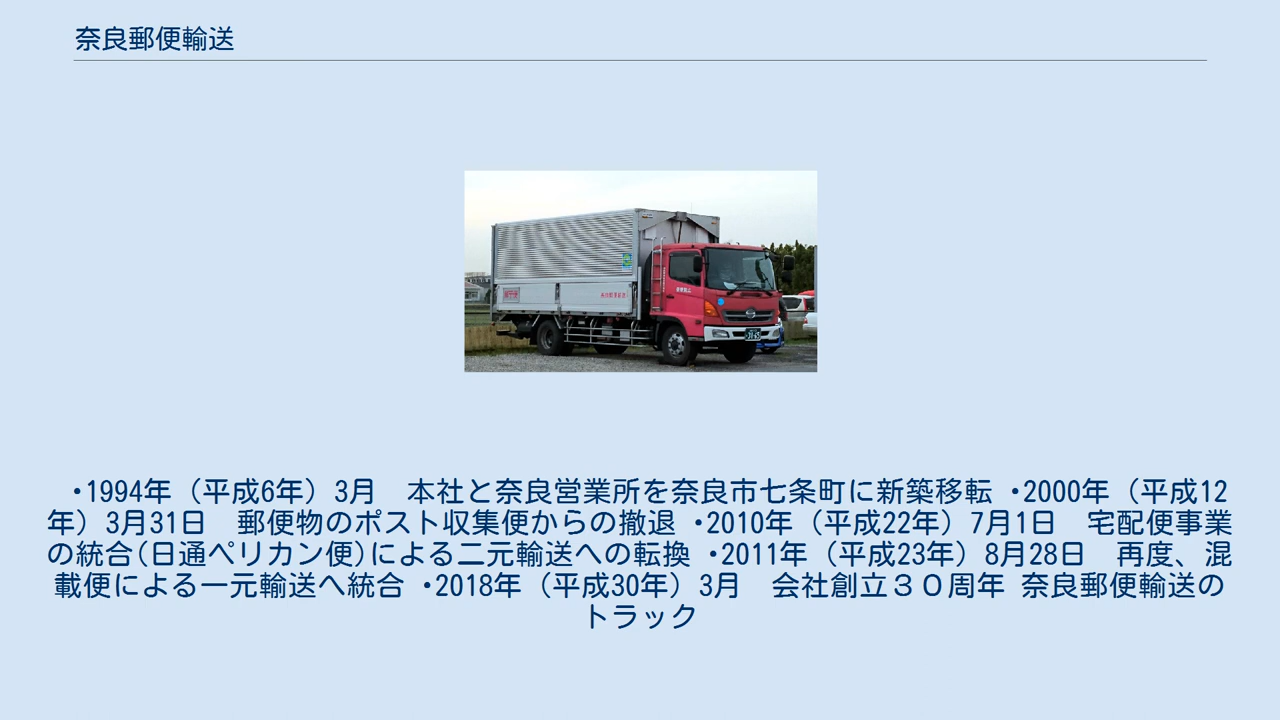 奈良郵便輸送
•1994年（平成6年）3月　本社と奈良営業所を奈良市七条町に新築移転 •2000年（平成12
年）3月31日　郵便物のポスト収集便からの撤退 •2010年（平成22年）7月1日　宅配便事業
の統合(日通ペリカン便)による二元輸送への転換 •2011年（平成23年）8月28日　再度、混
載便による一元輸送へ統合 •2018年（平成30年）3月　会社創立３０周年 奈良郵便輸送の
トラック